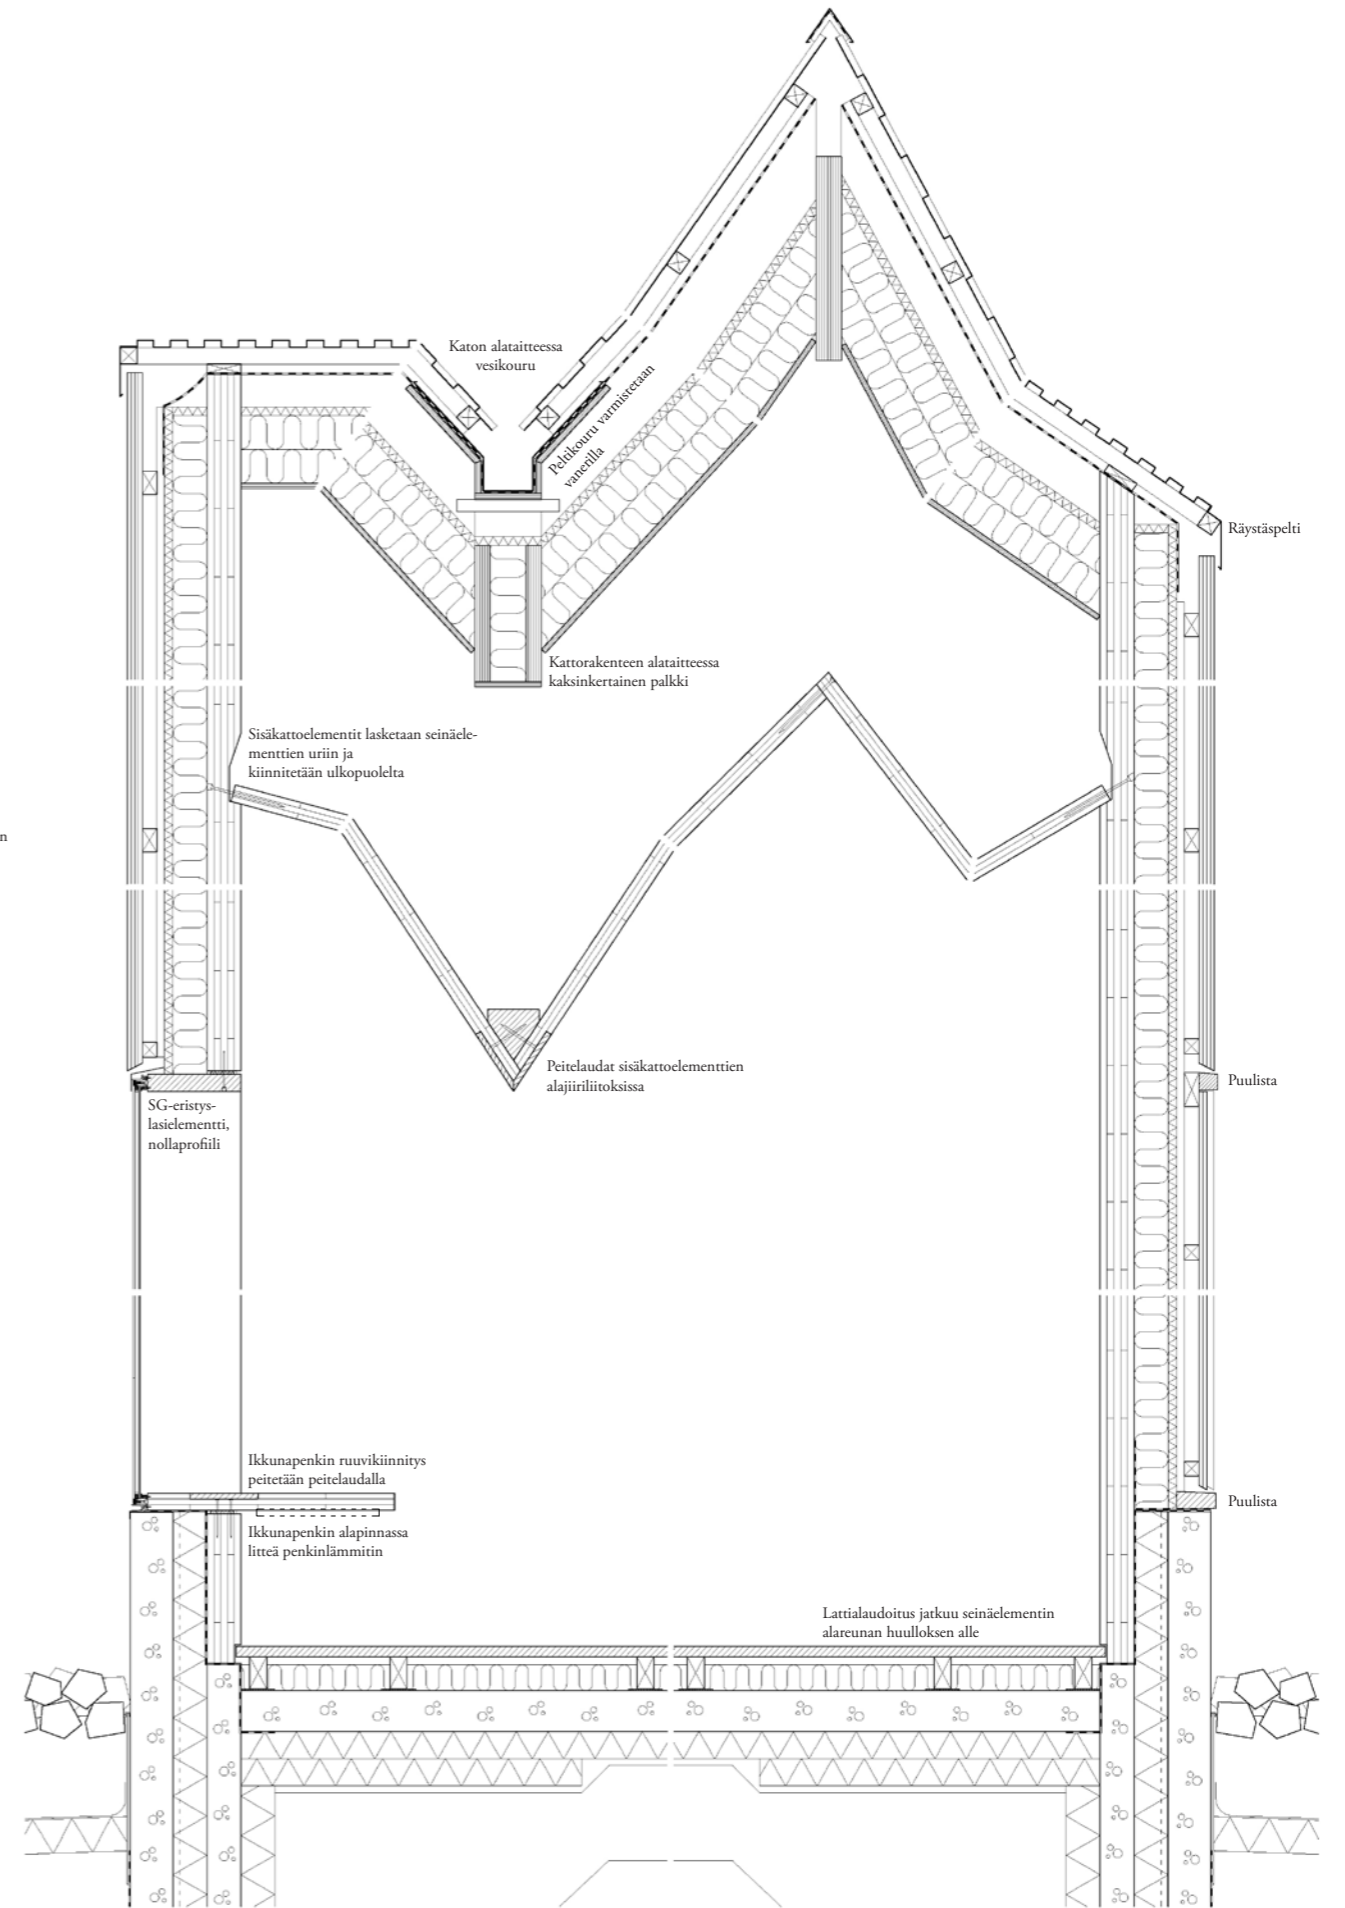 Katon alataitteessa
vesikouru
Peltikouru varmistetaan
vanerilla
Räystäspelti
Kattorakenteen alataitteessa
kaksinkertainen palkki
Sisäkattoelementit lasketaan seinäele-
menttien uriin ja
kiinnitetään ulkopuolelta
n
Peitelaudat sisäkattoelementtien
alajiiriliitoksissa
Puulista
SG-eristys-
lasielementti,
nollaprofiili
Ikkunapenkin ruuvikiinnitys
peitetään peitelaudalla
Puulista
Ikkunapenkin alapinnassa
litteä penkinlämmitin
Lattialaudoitus jatkuu seinäelementin
alareunan huulloksen alle